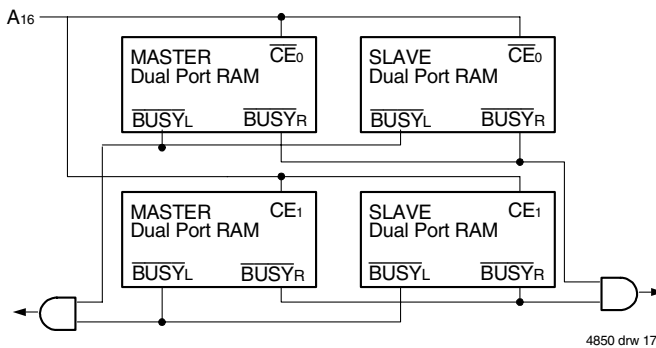 A16
MASTER CE0
Dual Port RAM
BUSYL BUSYR
SLAVE CE0
Dual Port RAM
BUSYL BUSYR
MASTER CE1
Dual Port RAM
BUSYL BUSYR
SLAVE CE1
Dual Port RAM
BUSYL BUSYR
4850 drw 17